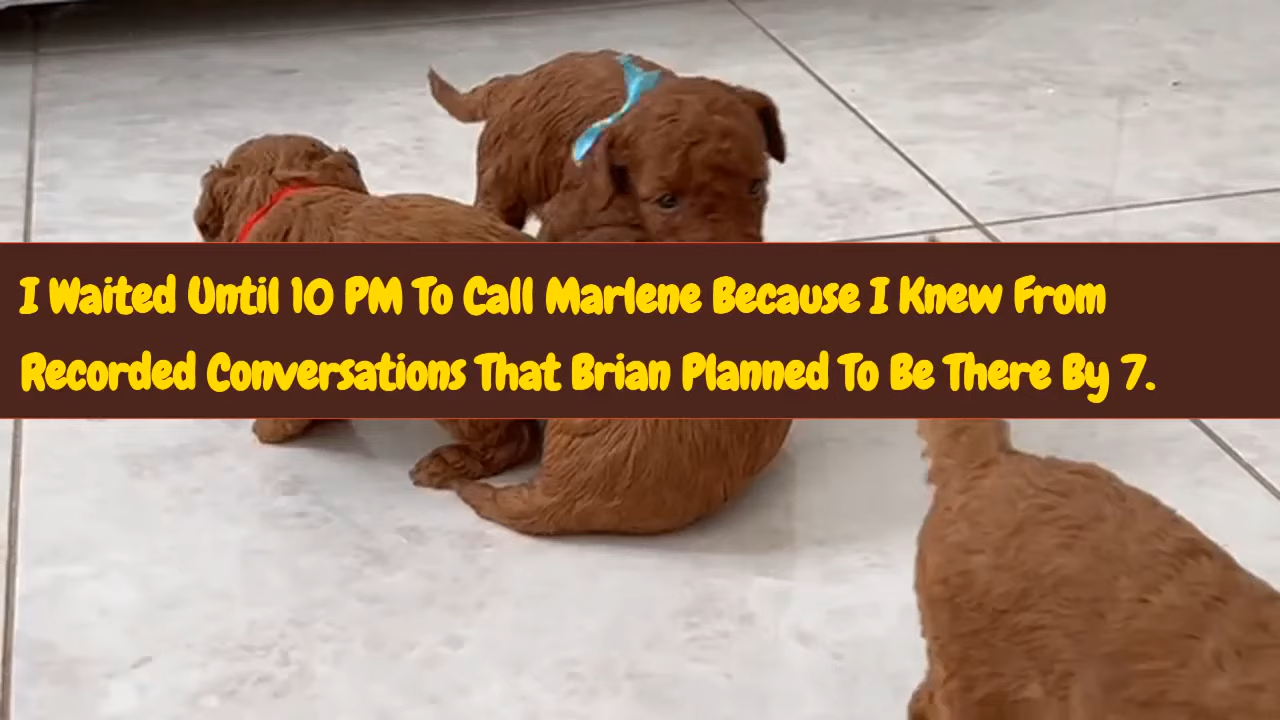 I Waited Until 10 PM To Call Marlene Because I Knew From
Recorded Conversations That Brian Planned To Be There By 7.